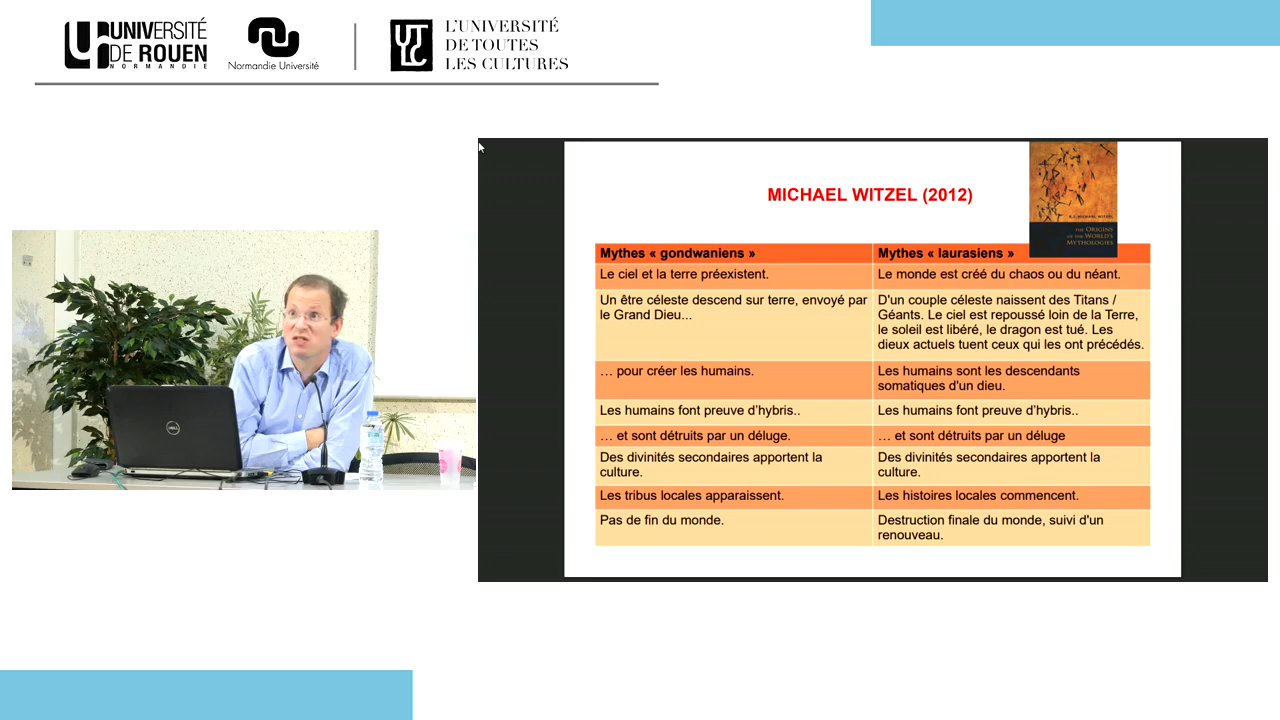 UNIVERSITÉ
DE ROUEN
NORMANDIE
Normandie Université
UTLC
L'UNIVERSITÉ
DE TOUTES
LES CULTURES
MICHAEL WITZEL (2012)
E.J. MICHAEL WITZEL
THE ORIGINS
OF THE WORLD'S
MYTHOLOGIES
Mythes « gondwaniens »
Mythes « laurasiens »
Le ciel et la terre préexistent.
Le monde est créé du chaos ou du néant.
Un être céleste descend sur terre, envoyé par
le Grand Dieu...
D'un couple céleste naissent des Titans /
Géants. Le ciel est repoussé loin de la Terre,
le soleil est libéré, le dragon est tué. Les
dieux actuels tuent ceux qui les ont précédés.
… pour créer les humains.
Les humains sont les descendants
somatiques d'un dieu.
Les humains font preuve d'hybris..
Les humains font preuve d'hybris..
… et sont détruits par un déluge.
… et sont détruits par un déluge
Des divinités secondaires apportent la
culture.
Des divinités secondaires apportent la
culture.
Les tribus locales apparaissent.
Les histoires locales commencent.
Pas de fin du monde.
Destruction finale du monde, suivi d'un
renouveau.
DELL